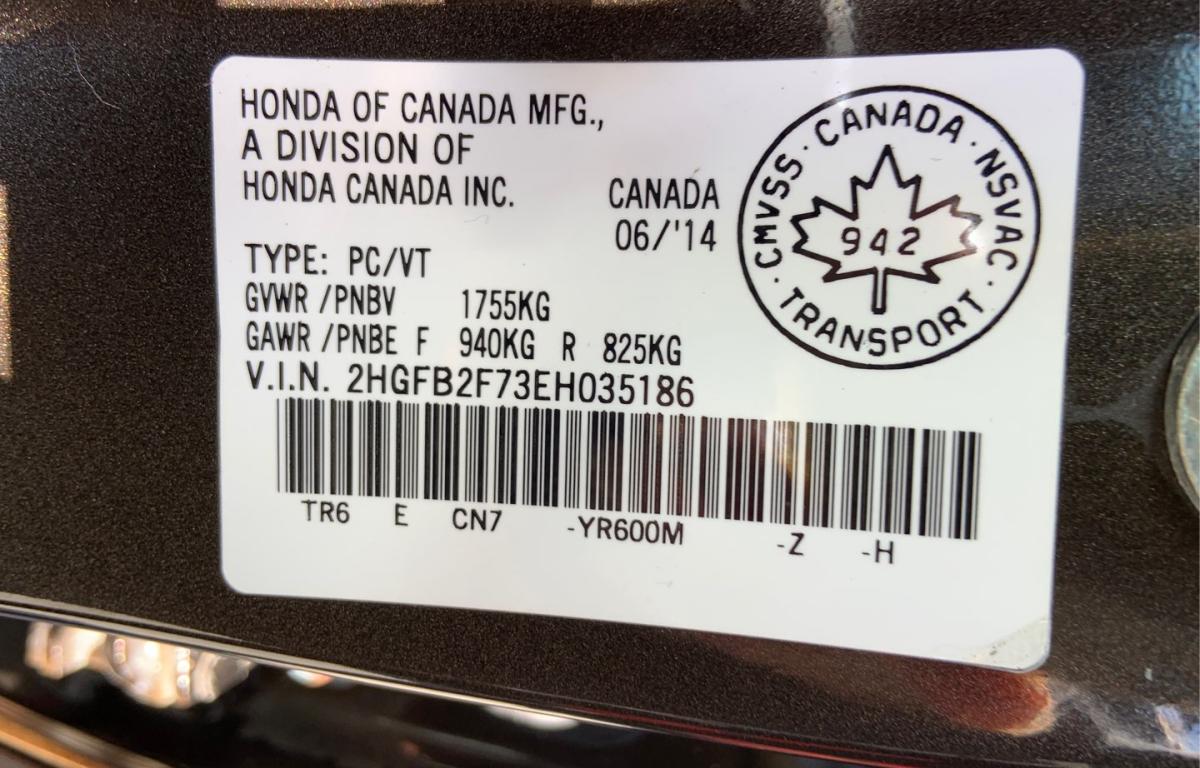 HONDA OF CANADA MFG.,
A DIVISION OF
HONDA CANADA INC.
CANADA
06/'14
TYPE: PC/VT
GVWR /PNBV 1755KG
GAWR /PNBE F 940KG R 825KG
V.I.N. 2HGFB2F73EH035186
TR6 E CN7 -YR600M -Z -H
CMVSS · CANADA · NSVAC · TRANSPORT ·
942